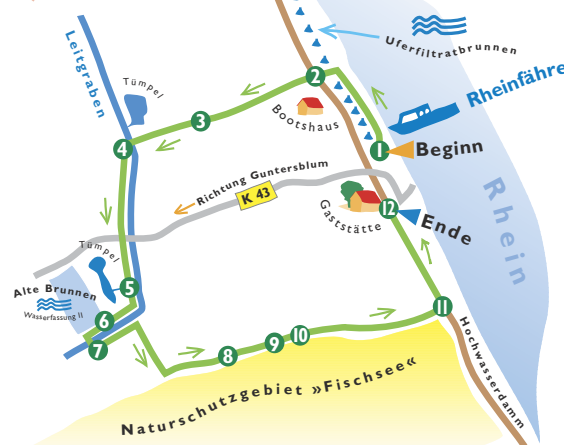 Leitgraben
Tümpel
Uferfiltratbrunnen
Rheinfähre
2
Bootshaus
3
4
1
Beginn
Richtung Guntersblum
K 43
Gaststätte
12
Ende
Rhein
Tümpel
Alte Brunnen
Wasserfassung II
5
6
7
8
9
10
11
Hochwasserdamm
Naturschutzgebiet »Fischsee«